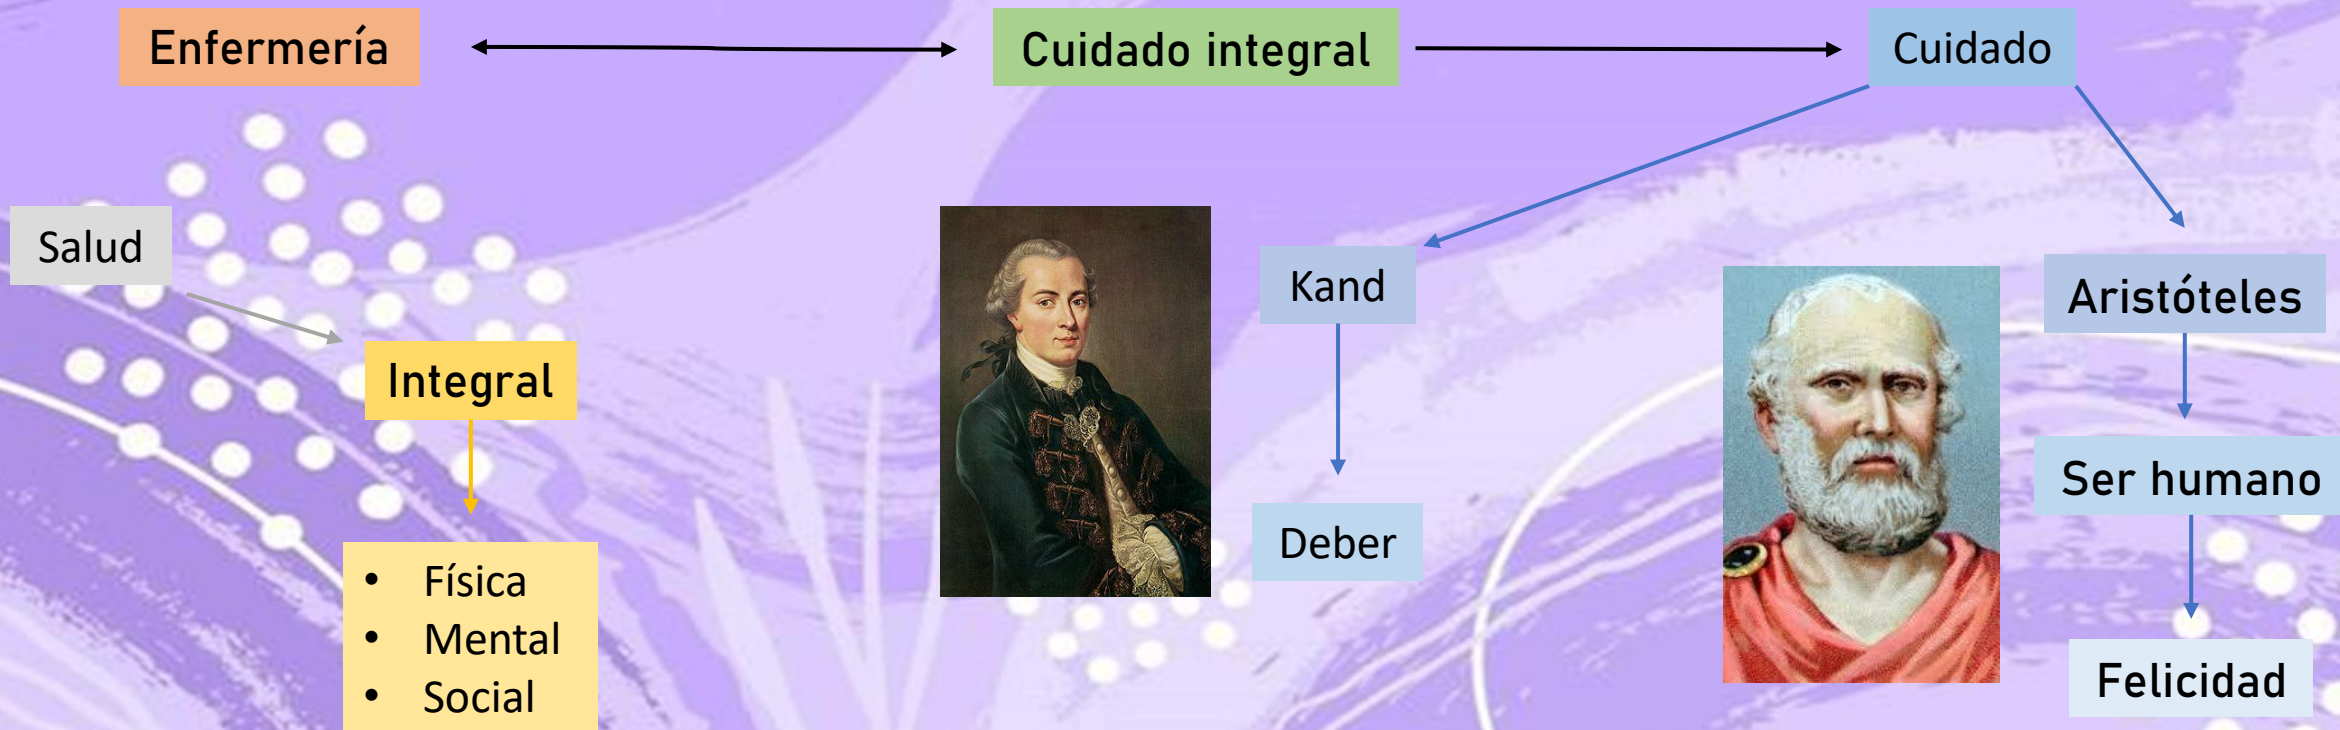 Enfermería
Cuidado integral
Cuidado
Salud
Integral
• Física
• Mental
• Social
Kand
Deber
Aristóteles
Ser humano
Felicidad